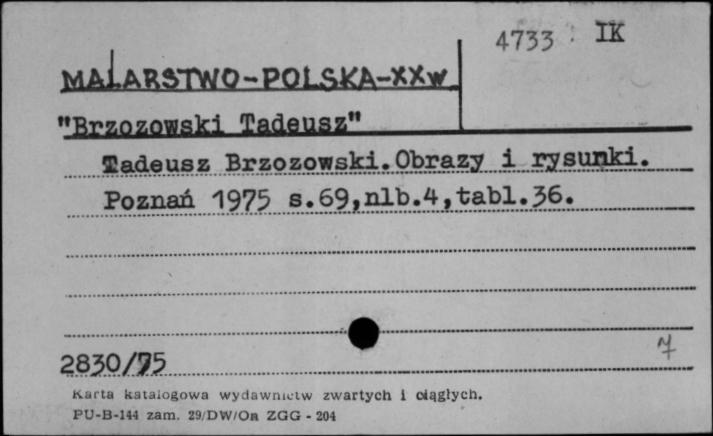 4733 IK
MALARSTWO-POLSKA-XXw
"Brzozowski Tadeusz"
Tadeusz Brzozowski.Obrazy i rysunki.
Poznań 1975 s.69,nlb.4,tabl.36.
7
2830/75
Karta katalogowa wydawnictw zwartych i ciągłych.
PU-B-144 zam. 29/DW/Oa ZGG - 204